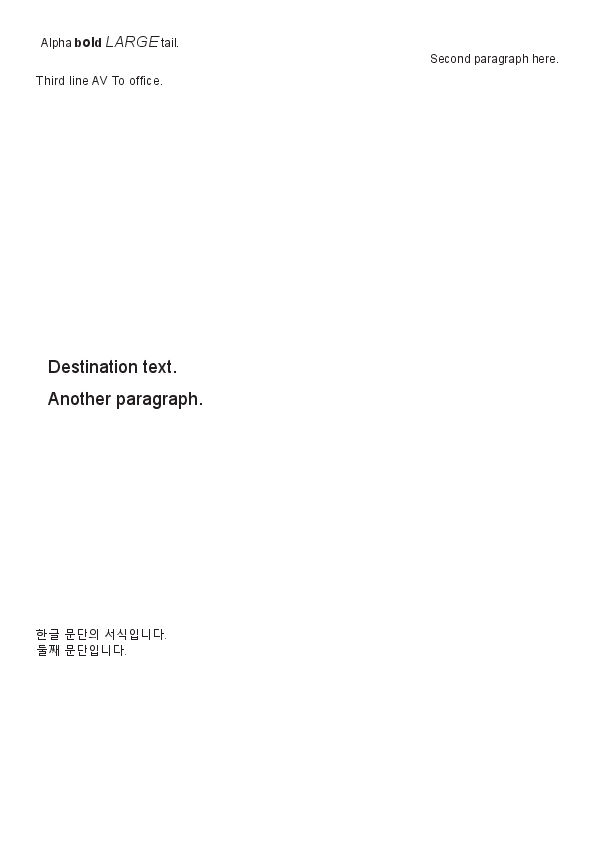 Alpha bold LARGE tail.
Second paragraph here.
Third line AV To office.
Destination text.
Another paragraph.
한글 문단의 서식입니다.
둘째 문단입니다.